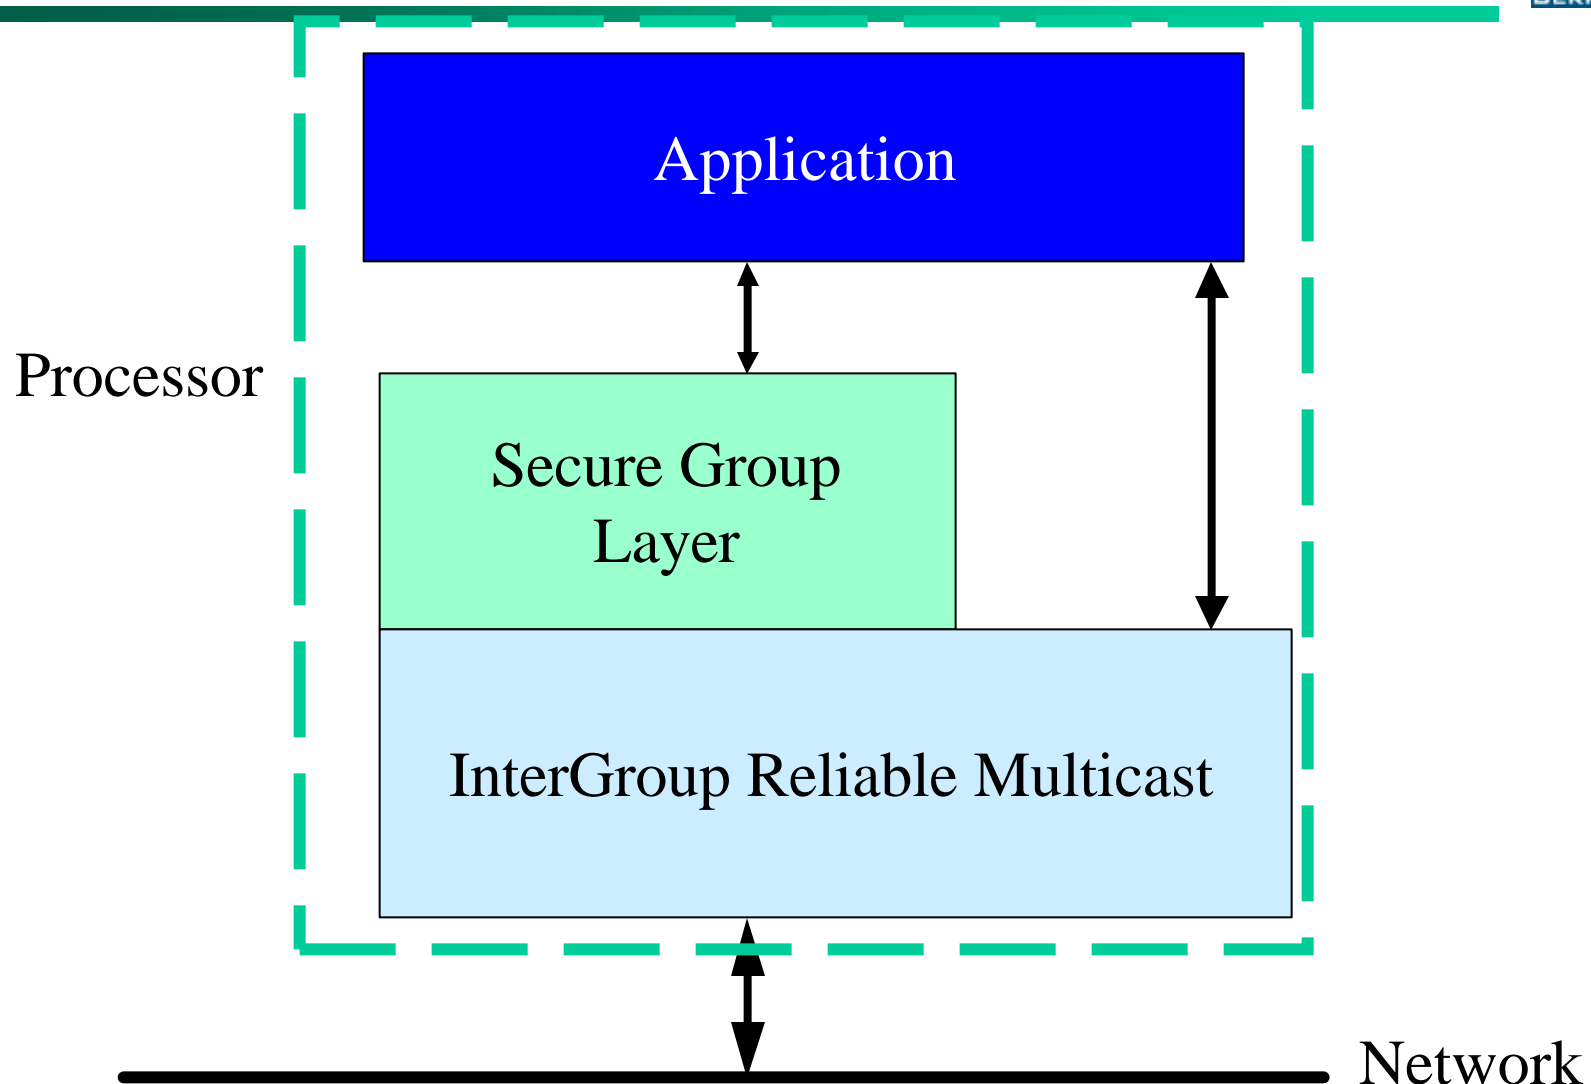 Application
Processor
Secure Group
Layer
InterGroup Reliable Multicast
Network